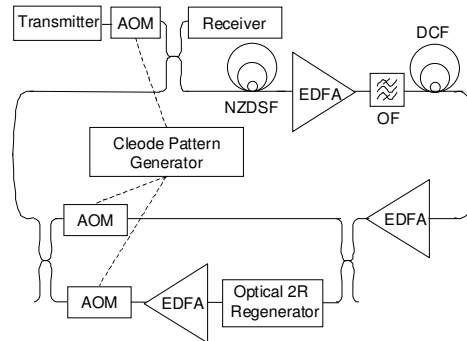 Transmitter
AOM
Receiver
DCF
NZDSF
EDFA
OF
Cleode Pattern
Generator
AOM
EDFA
AOM
EDFA
Optical 2R
Regenerator